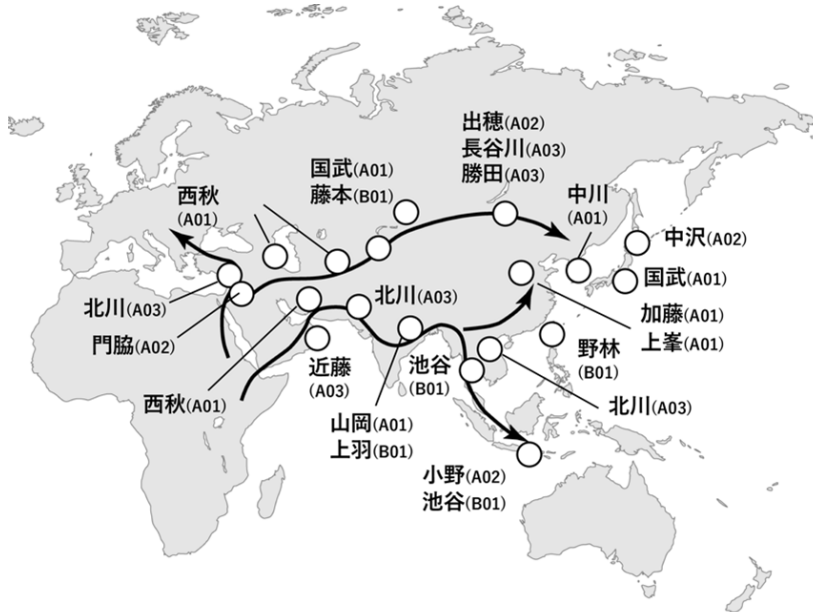 出穂(A02)
長谷川(A03)
勝田(A03)
国武(A01)
藤本(B01)
西秋
(A01)
中川
(A01)
中沢(A02)
国武(A01)
北川(A03)
北川(A03)
加藤(A01)
上峯(A01)
門脇(A02)
近藤
(A03)
池谷
(B01)
野林
(B01)
西秋(A01)
北川(A03)
山岡(A01)
上羽(B01)
小野(A02)
池谷(B01)